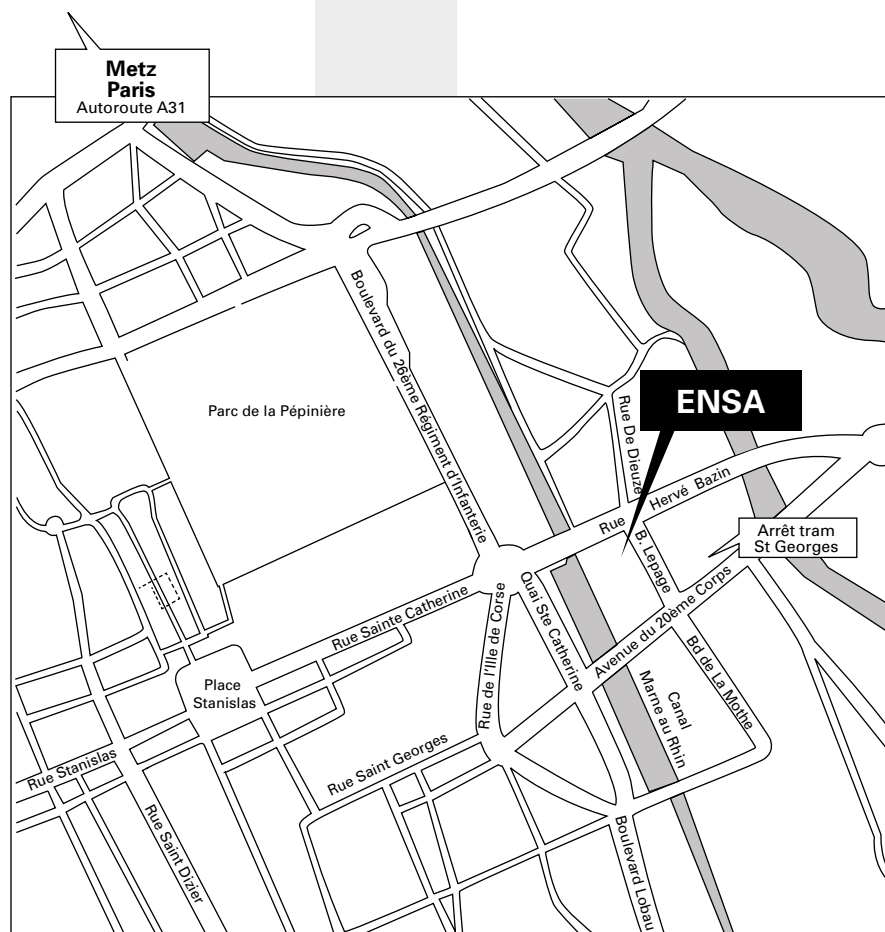 Metz
Paris
Autoroute A31
Boulevard du 26ème Régiment d'Infanterie
Parc de la Pépinière
ENSA
Rue De Dieuze
Rue Hervé Bazin
Arrêt tram
St Georges
B. Lepage
Quai Ste Catherine
Avenue du 20ème Corps
Rue Sainte Catherine
Rue de l'Ille de Corse
Bd de La Mothe
Place
Stanislas
Canal
Marne au Rhin
Rue Saint Georges
Rue Stanislas
Rue Saint Dizier
Boulevard Lobau